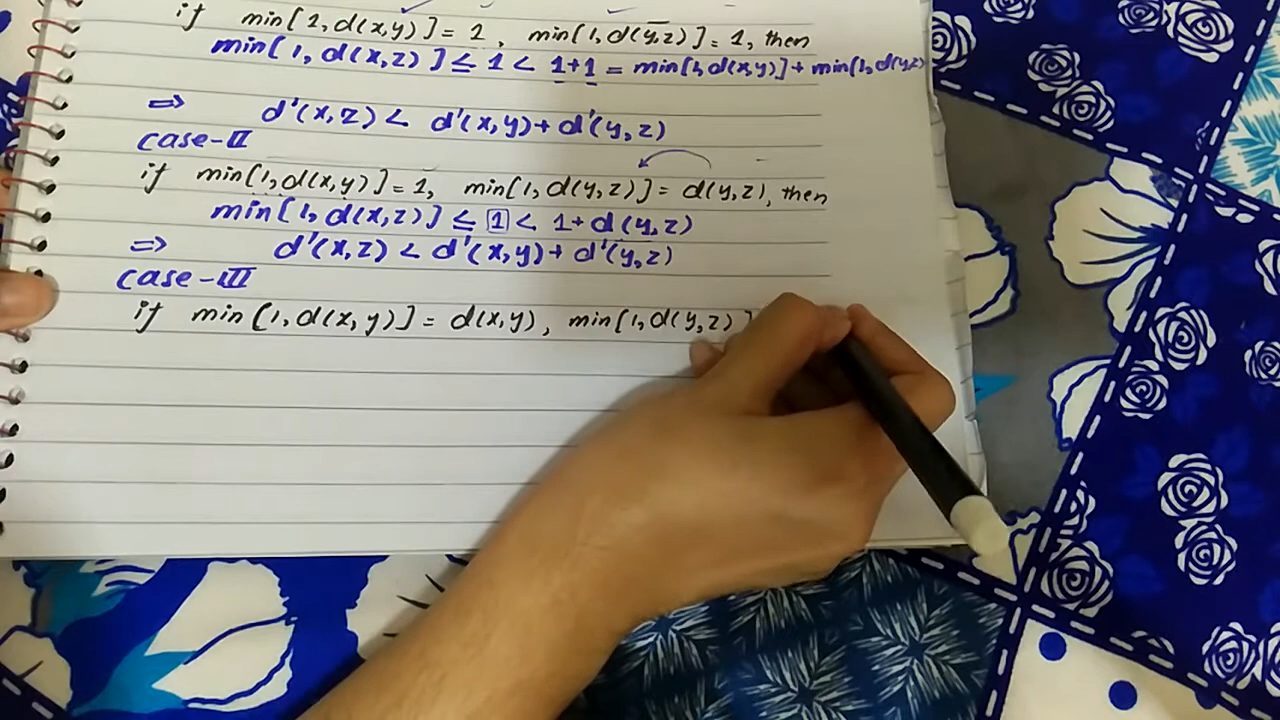 if min[1, d(x,y)] = 1, min[1, d(y,z)] = 1, then
min[1, d(x,z)] ≤ 1 < 1+1 = min[1, d(x,y)] + min[1, d(y,z)
⇒ d'(x,z) < d'(x,y) + d'(y,z)
case-II
if min[1, d(x,y)] = 1, min[1, d(y,z)] = d(y,z), then
min[1, d(x,z)] ≤ 1 < 1+ d(y,z)
⇒ d'(x,z) < d'(x,y) + d'(y,z)
case-III
if min[1, d(x,y)] = d(x,y), min[1, d(y,z)]